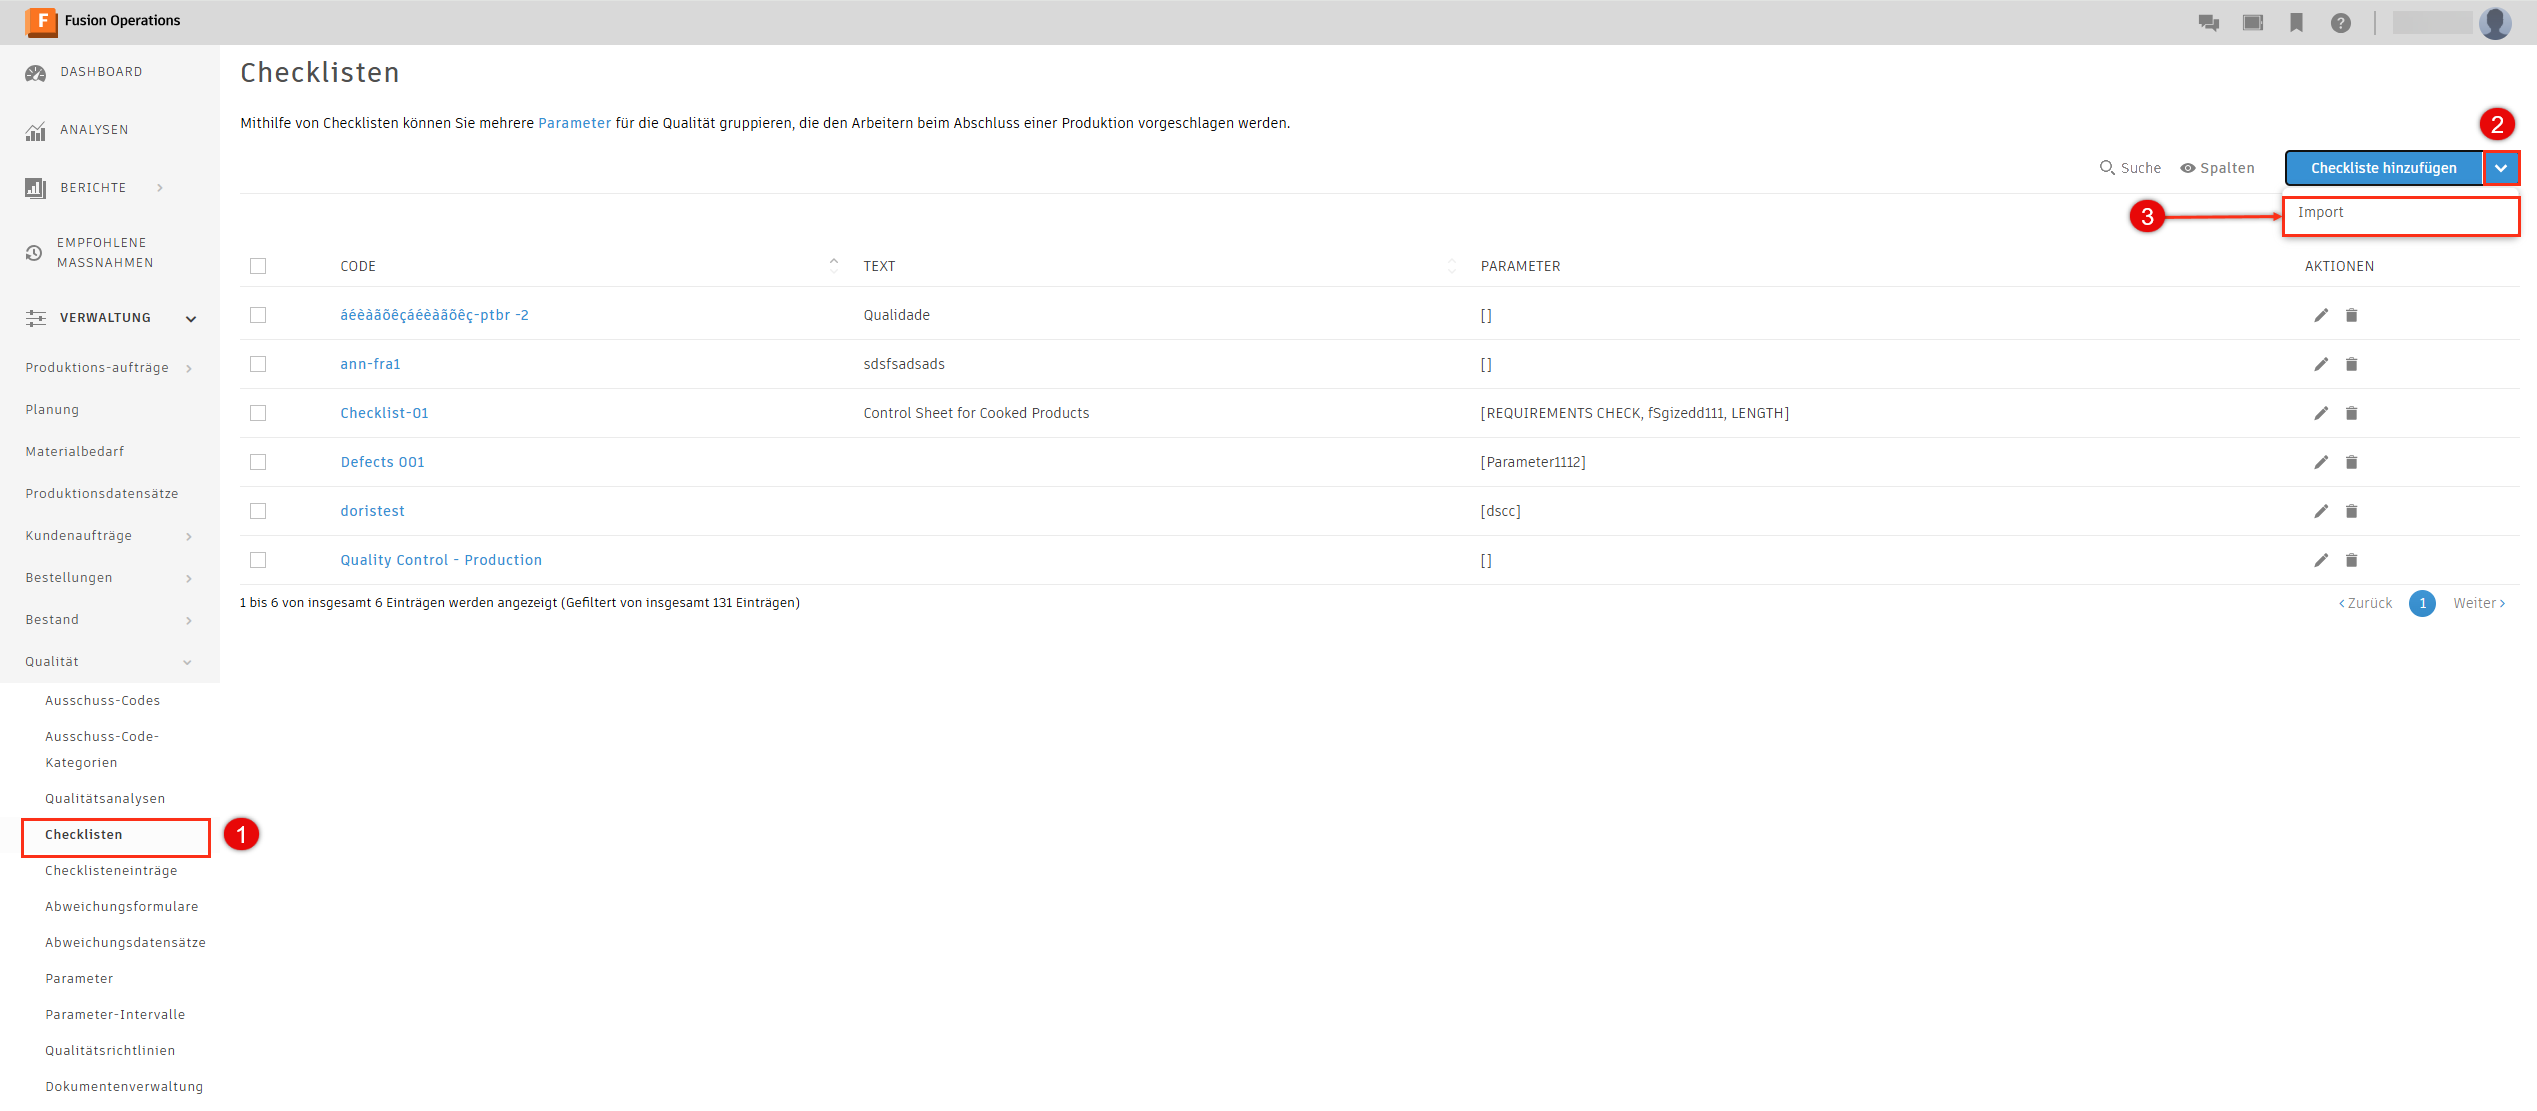 F Fusion Operations
DASHBOARD
ANALYSEN
BERICHTE
EMPFOHLENE
MASSNAHMEN
VERWALTUNG
Produktions-aufträge
Planung
Materialbedarf
Produktionsdatensätze
Kundenaufträge
Bestellungen
Bestand
Qualität
Ausschuss-Codes
Ausschuss-Code-
Kategorien
Qualitätsanalysen
Checklisten
1
Checklisteneinträge
Abweichungsformulare
Abweichungsdatensätze
Parameter
Parameter-Intervalle
Qualitätsrichtlinien
Dokumentenverwaltung
Checklisten
Mithilfe von Checklisten können Sie mehrere Parameter für die Qualität gruppieren, die den Arbeitern beim Abschluss einer Produktion vorgeschlagen werden.
2
Suche Spalten Checkliste hinzufügen
3 Import
CODE TEXT PARAMETER AKTIONEN
áéèàãõêçáéèàãõêç-ptbr -2 Qualidade []
ann-fra1 sdsfsadsads []
Checklist-01 Control Sheet for Cooked Products [REQUIREMENTS CHECK, fSgizedd111, LENGTH]
Defects 001 [Parameter1112]
doristest [dscc]
Quality Control - Production []
1 bis 6 von insgesamt 6 Einträgen werden angezeigt (Gefiltert von insgesamt 131 Einträgen)
‹ Zurück 1 Weiter ›